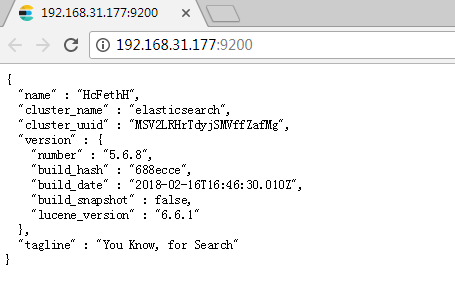 192.168.31.177:9200
192.168.31.177:9200
{
"name" : "HcFethH",
"cluster_name" : "elasticsearch",
"cluster_uuid" : "MSV2LRHrTdyjSMVffZafMg",
"version" : {
"number" : "5.6.8",
"build_hash" : "688ecce",
"build_date" : "2018-02-16T16:46:30.010Z",
"build_snapshot" : false,
"lucene_version" : "6.6.1"
},
"tagline" : "You Know, for Search"
}